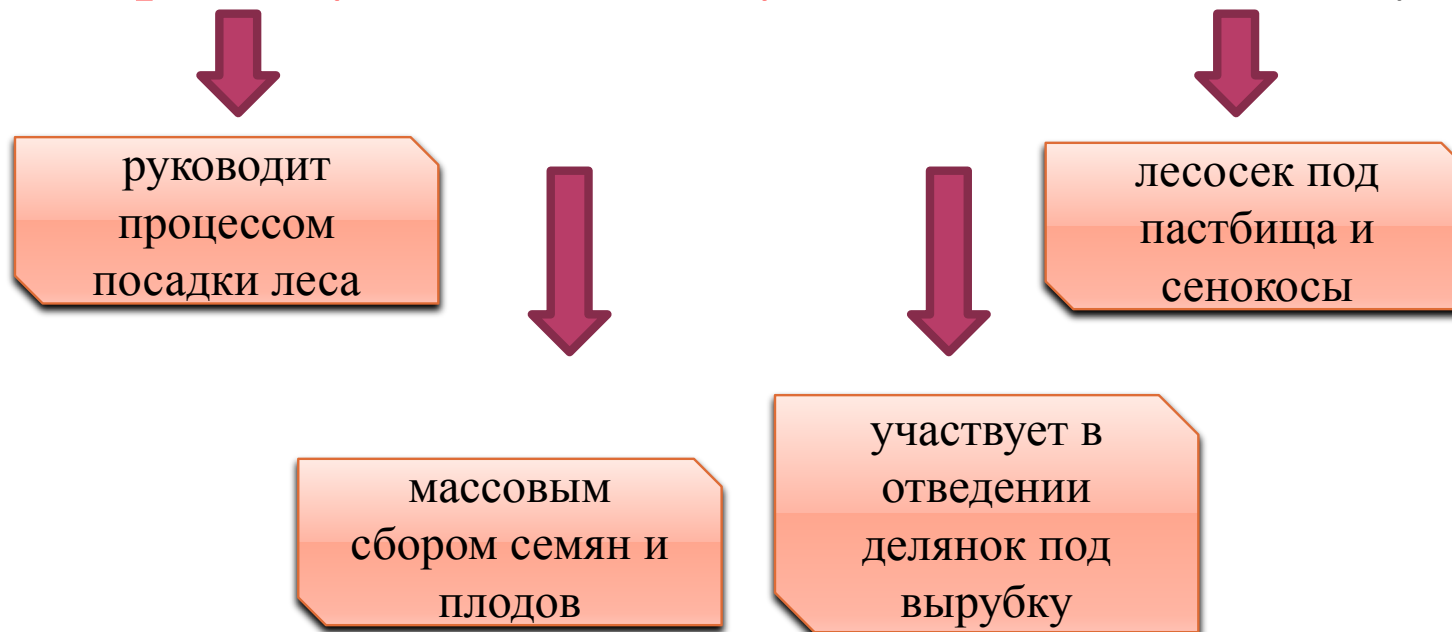 руководит
процессом
посадки леса
массовым
сбором семян и
плодов
участвует в
отведении
делянок под
вырубку
лесосек под
пастбища и
сенокосы